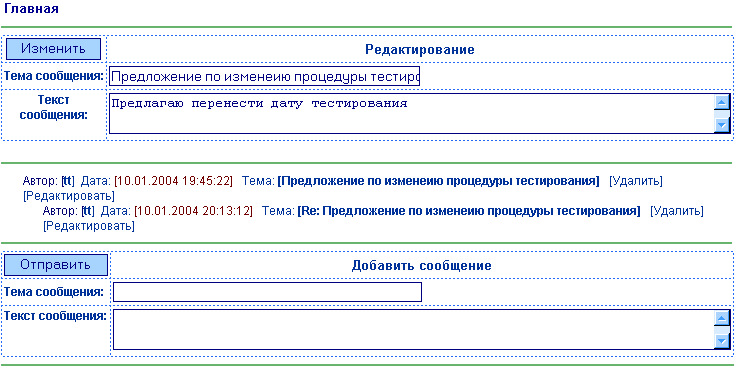 Главная
Изменить Редактирование
Тема сообщения: Предложение по изменеию процедуры тестиро
Текст
сообщения:
Предлагаю перенести дату тестирования
Автор: [tt] Дата: [10.01.2004 19:45:22] Тема: [Предложение по изменеию процедуры тестирования] [Удалить]
[Редактировать]
Автор: [tt] Дата: [10.01.2004 20:13:12] Тема: [Re: Предложение по изменеию процедуры тестирования] [Удалить]
[Редактировать]
Отправить Добавить сообщение
Тема сообщения:
Текст сообщения: